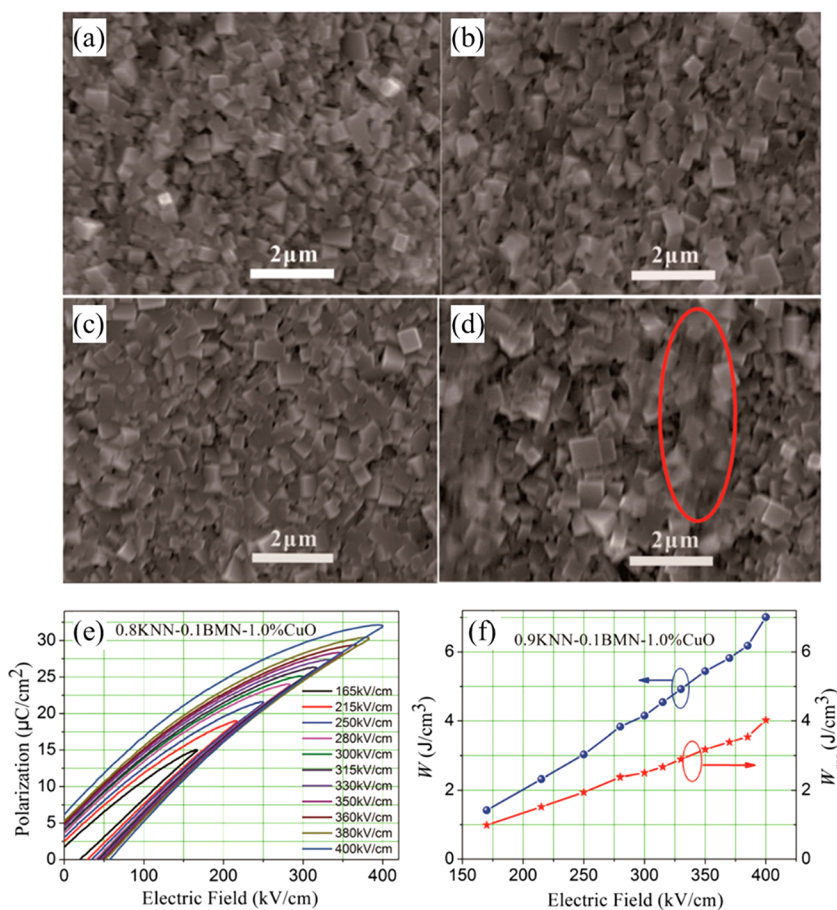 (a)
(b)
2μm
2μm
(c)
(d)
2μm
2μm
(e)
0.8KNN-0.1BMN-1.0%CuO
Polarization (μC/cm²)
30
25
20
15
10
5
0
165kV/cm
215kV/cm
250kV/cm
280kV/cm
300kV/cm
315kV/cm
330kV/cm
350kV/cm
360kV/cm
380kV/cm
400kV/cm
0
100
200
300
400
Electric Field (kV/cm)
(f)
0.9KNN-0.1BMN-1.0%CuO
W (J/cm³)
6
4
2
0
6
4
2
0
W (J/cm³)
150
200
250
300
350
400
Electric Field (kV/cm)